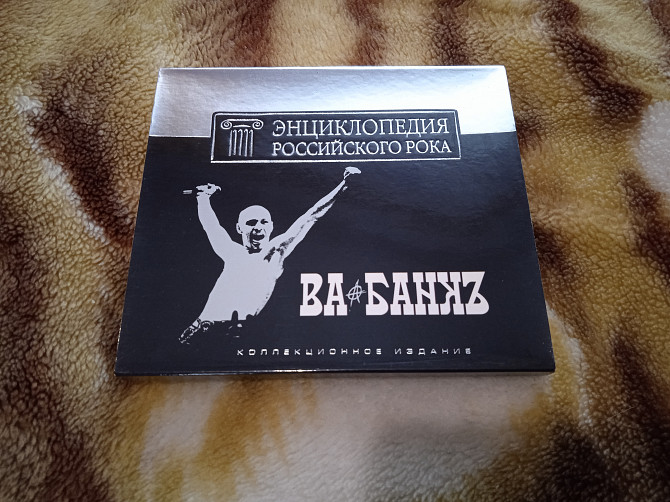 ЭНЦИКЛОПЕДИЯ
РОССИЙСКОГО РОКА
ВА БАНКЪ
КОЛЛЕКЦИОННОЕ ИЗДАНИЕ